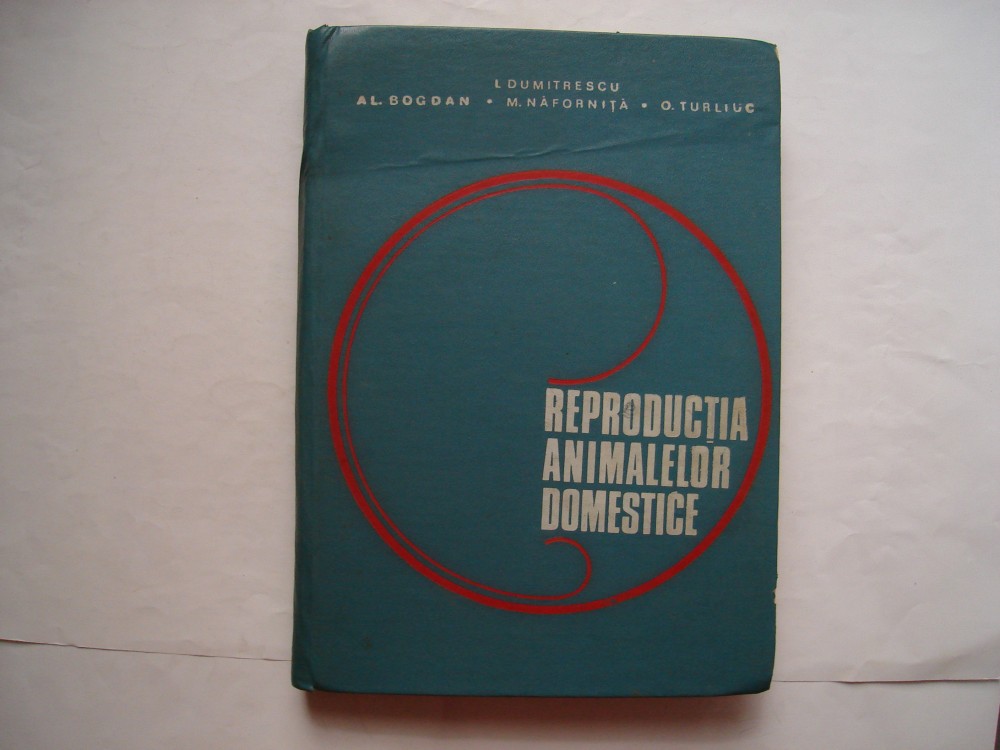 I. DUMITRESCU
AL. BOGDAN • M. NĂFORNIȚĂ • O. TURLIUC
REPRODUCȚIA
ANIMALELOR
DOMESTICE